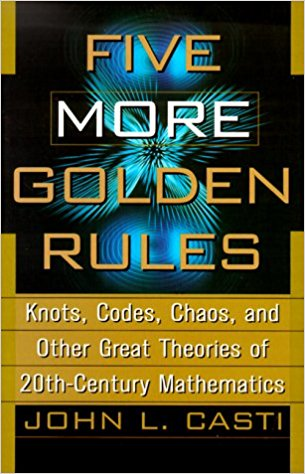 FIVE
MORE
GOLDEN
RULES
Knots, Codes, Chaos, and
Other Great Theories of
20th-Century Mathematics
JOHN L. CASTI